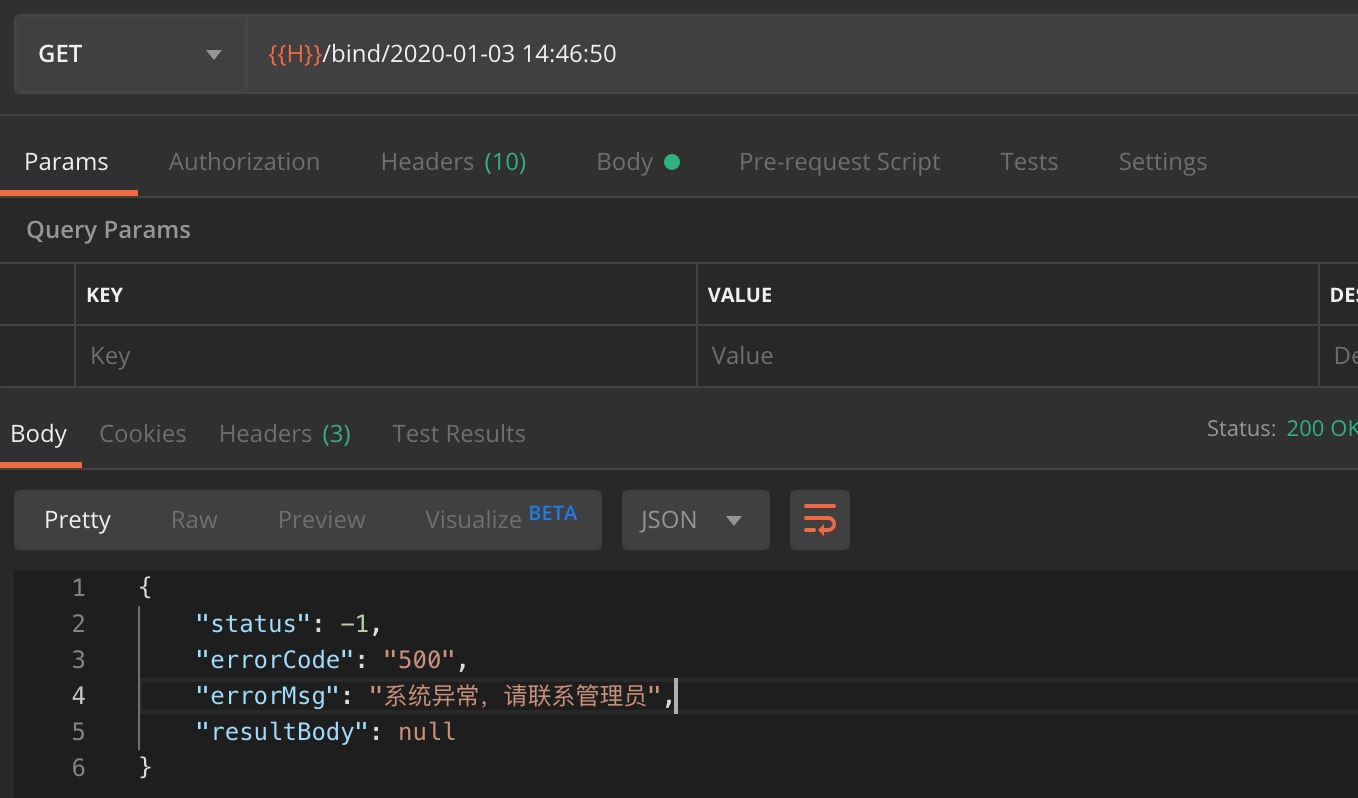 GET {{H}}/bind/2020-01-03 14:46:50
Params Authorization Headers (10) Body Pre-request Script Tests Settings
Query Params
KEY VALUE DES
Key Value De
Body Cookies Headers (3) Test Results Status: 200 OK
Pretty Raw Preview Visualize BETA JSON
1 {
2 "status": -1,
3 "errorCode": "500",
4 "errorMsg": "系统异常，请联系管理员",
5 "resultBody": null
6 }